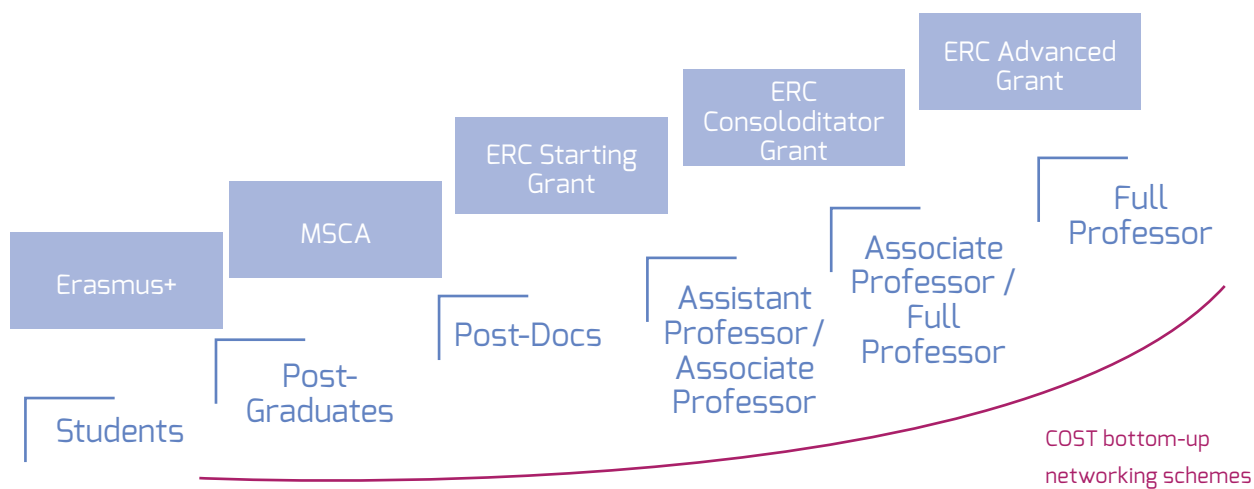 ERC Advanced
Grant
ERC
Consoloditator
Grant
ERC Starting
Grant
MSCA
Erasmus+
Full
Professor
Associate
Professor /
Full
Professor
Assistant
Professor /
Associate
Professor
Post-Docs
Post-
Graduates
Students
COST bottom-up
networking schemes